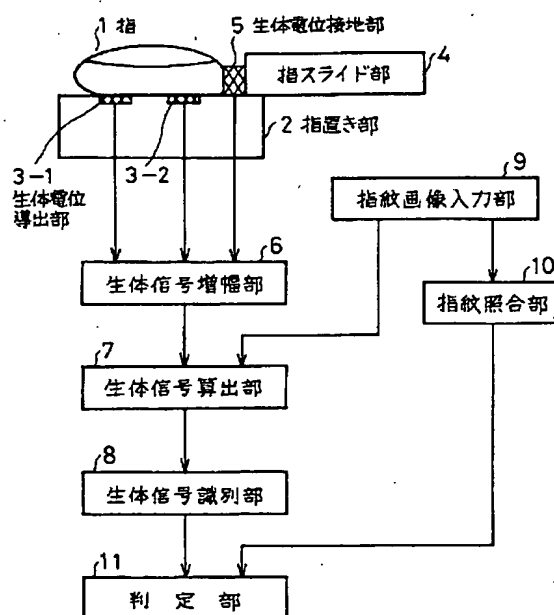 1 指
5 生体電位接地部
指スライド部
4
2 指置き部
3-1
生体電位
導出部
3-2
9
指紋画像入力部
6
生体信号増幅部
10
指紋照合部
7
生体信号算出部
8
生体信号識別部
11
判定部